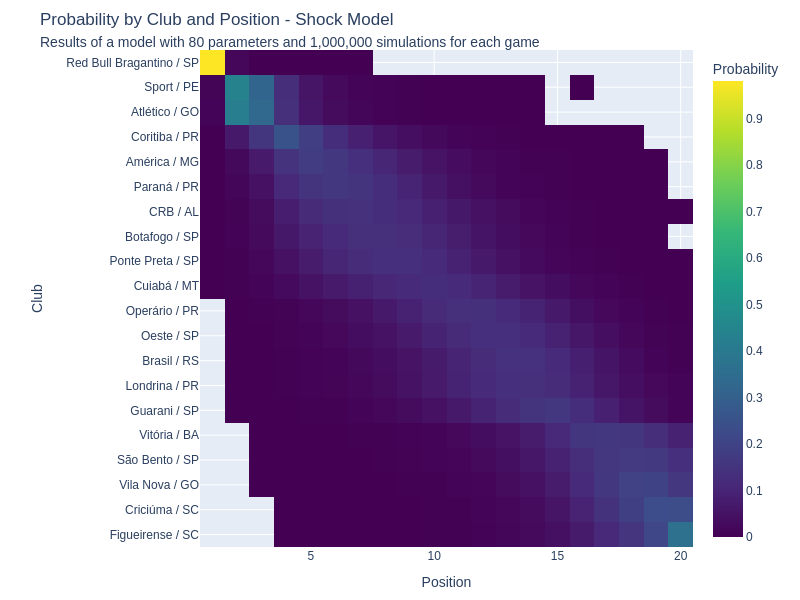 Probability by Club and Position - Shock Model
Results of a model with 80 parameters and 1,000,000 simulations for each game
Probability
Red Bull Bragantino / SP
Sport / PE
Atlético / GO
Coritiba / PR
América / MG
Paraná / PR
CRB / AL
Botafogo / SP
Ponte Preta / SP
Cuiabá / MT
Operário / PR
Oeste / SP
Brasil / RS
Londrina / PR
Guarani / SP
Vitória / BA
São Bento / SP
Vila Nova / GO
Criciúma / SC
Figueirense / SC
Club
5 10 15 20
Position
0.9
0.8
0.7
0.6
0.5
0.4
0.3
0.2
0.1
0